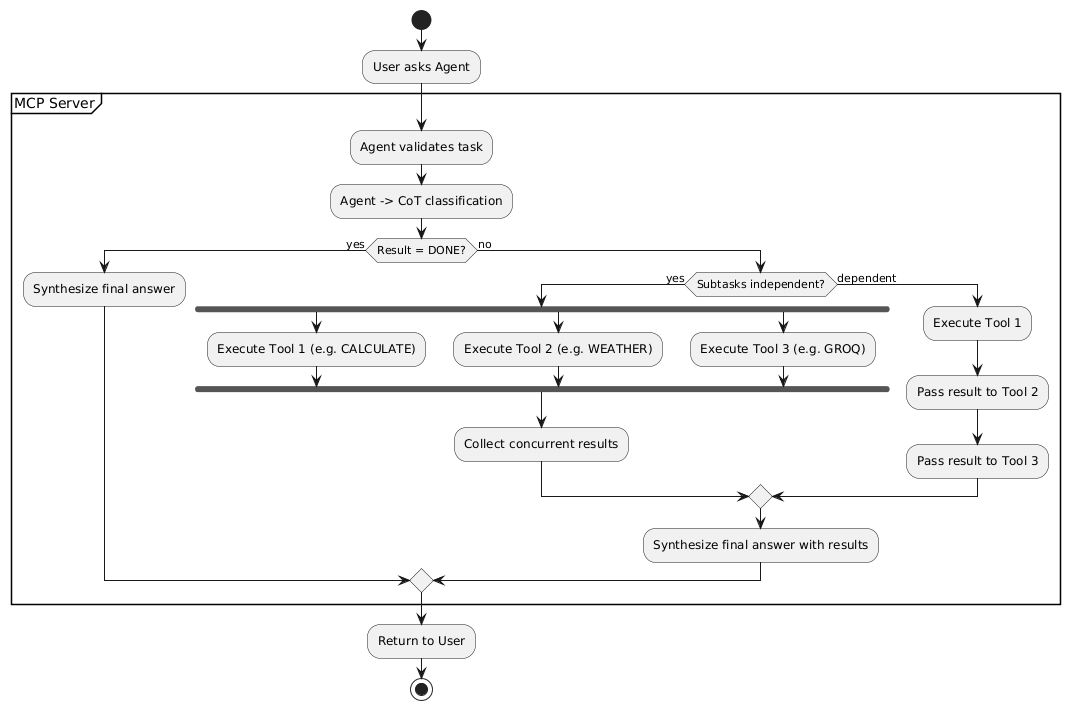 User asks Agent
MCP Server
Agent validates task
Agent -> CoT classification
yes
Result = DONE?
no
Synthesize final answer
yes
Subtasks independent?
dependent
Execute Tool 1 (e.g. CALCULATE)
Execute Tool 2 (e.g. WEATHER)
Execute Tool 3 (e.g. GROQ)
Collect concurrent results
Execute Tool 1
Pass result to Tool 2
Pass result to Tool 3
Synthesize final answer with results
Return to User